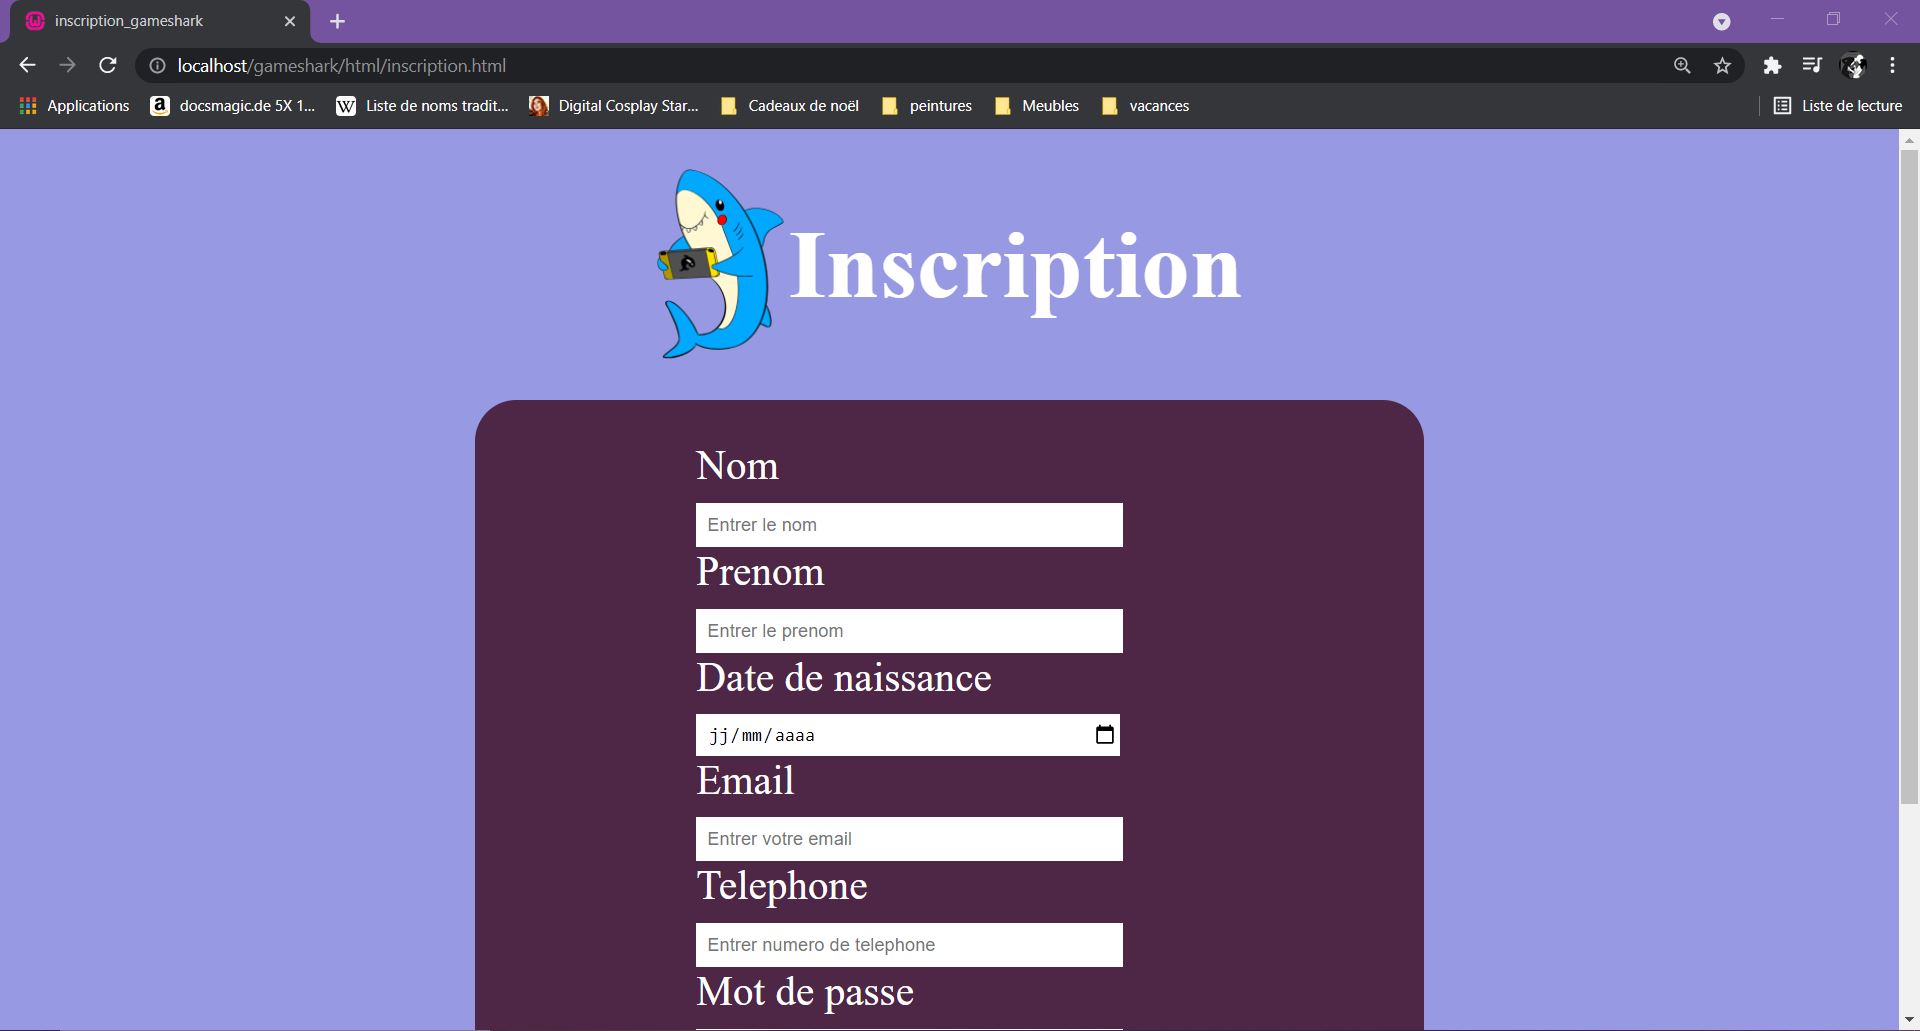 inscription_gameshark
localhost/gameshark/html/inscription.html
Applications docsmagic.de 5X 1... Liste de noms tradit... Digital Cosplay Star... Cadeaux de noël peintures Meubles vacances Liste de lecture
Inscription
Nom
Entrer le nom
Prenom
Entrer le prenom
Date de naissance
jj/mm/aaaa
Email
Entrer votre email
Telephone
Entrer numero de telephone
Mot de passe